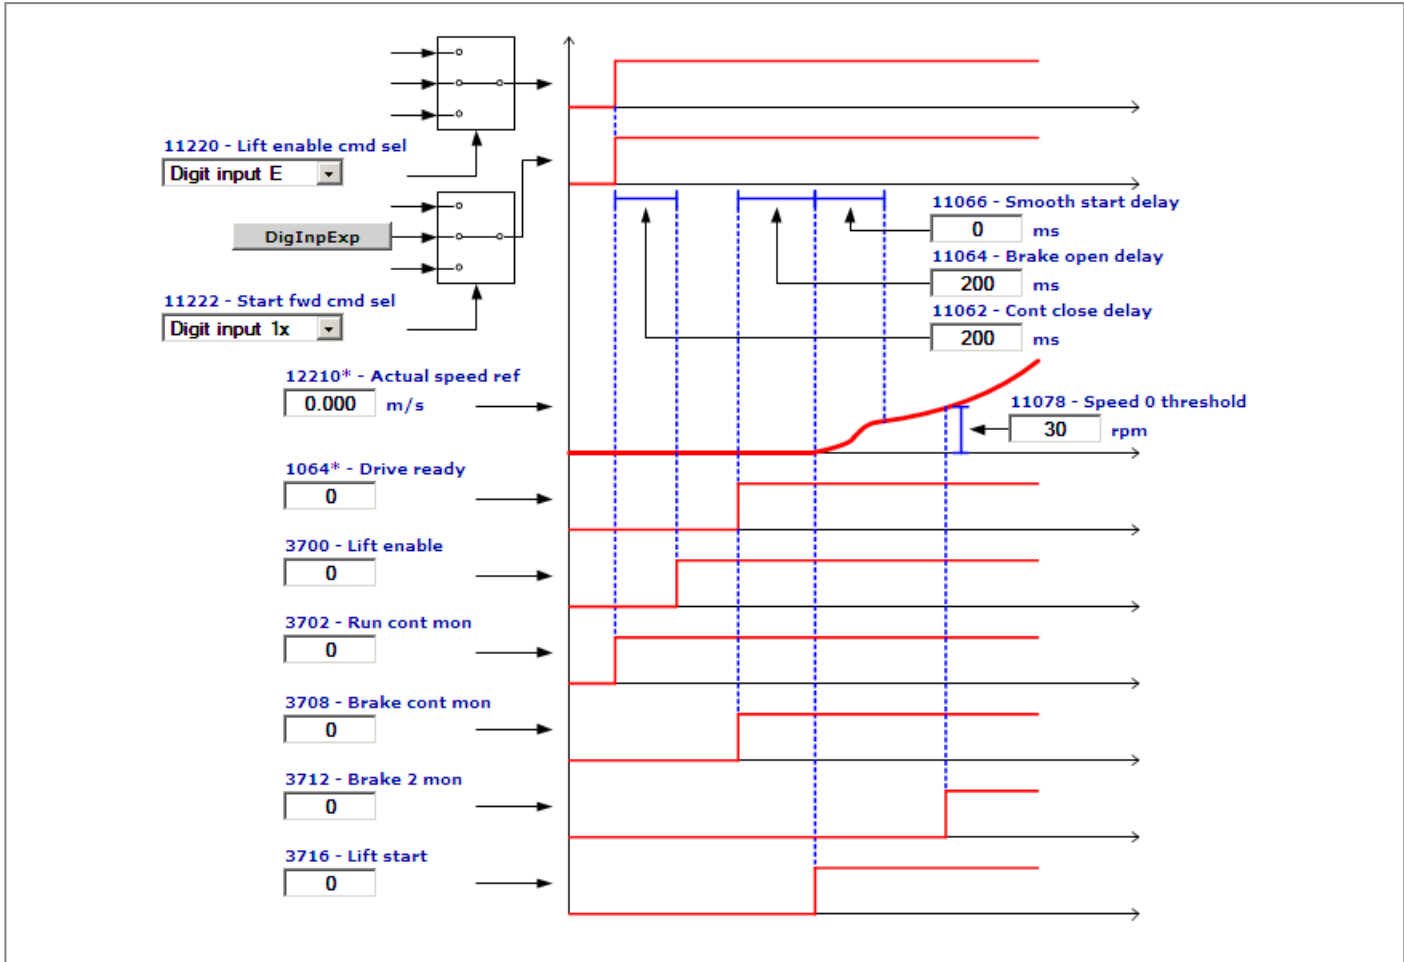 11220 - Lift enable cmd sel
Digit input E
DigInpExp
11222 - Start fwd cmd sel
Digit input 1x
11066 - Smooth start delay
0 ms
11064 - Brake open delay
200 ms
11062 - Cont close delay
200 ms
12210* - Actual speed ref
0.000 m/s
11078 - Speed 0 threshold
30 rpm
1064* - Drive ready
0
3700 - Lift enable
0
3702 - Run cont mon
0
3708 - Brake cont mon
0
3712 - Brake 2 mon
0
3716 - Lift start
0